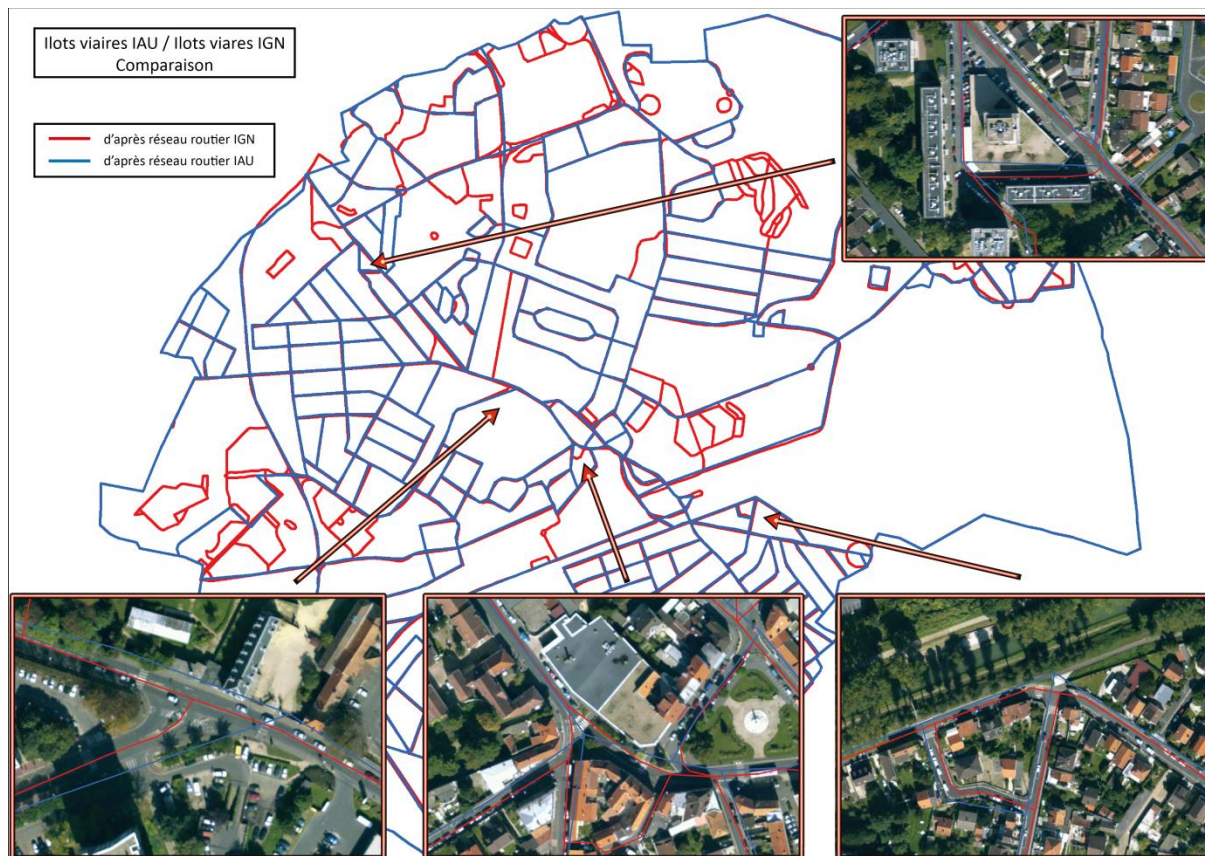 Ilots viaires IAU / Ilots viares IGN
Comparaison
d'après réseau routier IGN
d'après réseau routier IAU